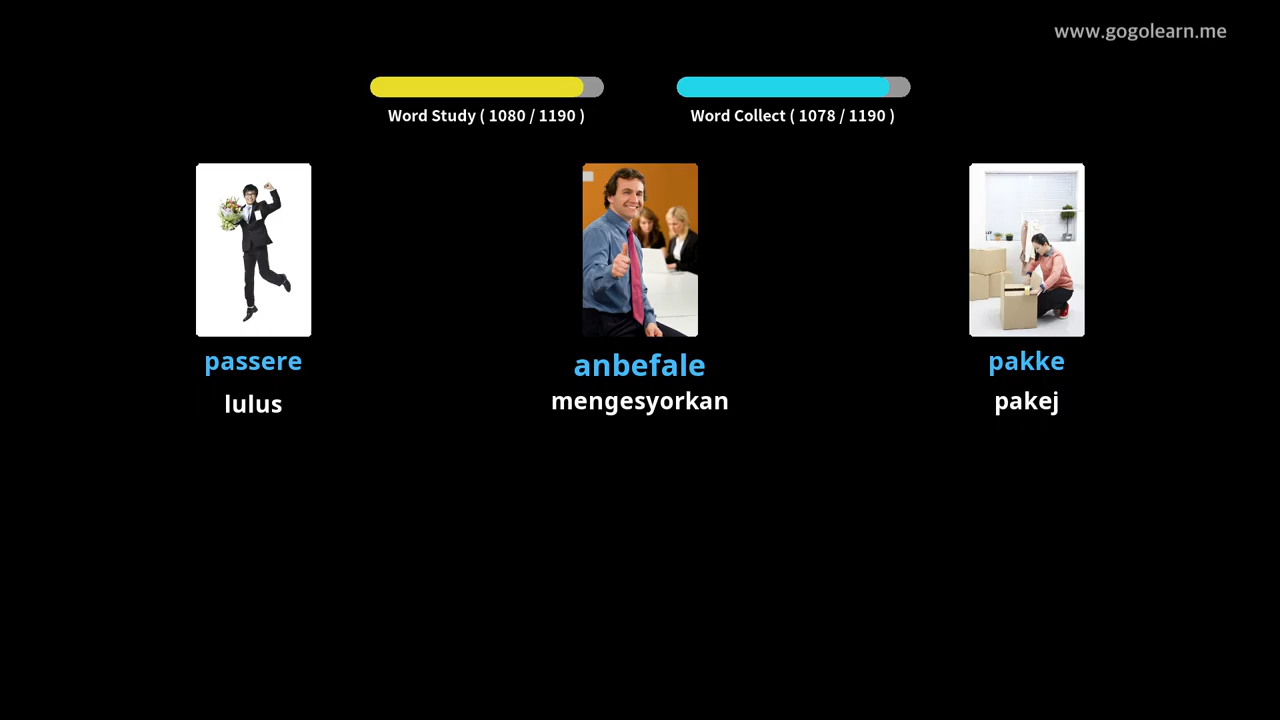 www.gogolearn.me
Word Study ( 1080 / 1190 )
Word Collect ( 1078 / 1190 )
passere
anbefale
pakke
lulus
mengesyorkan
pakej